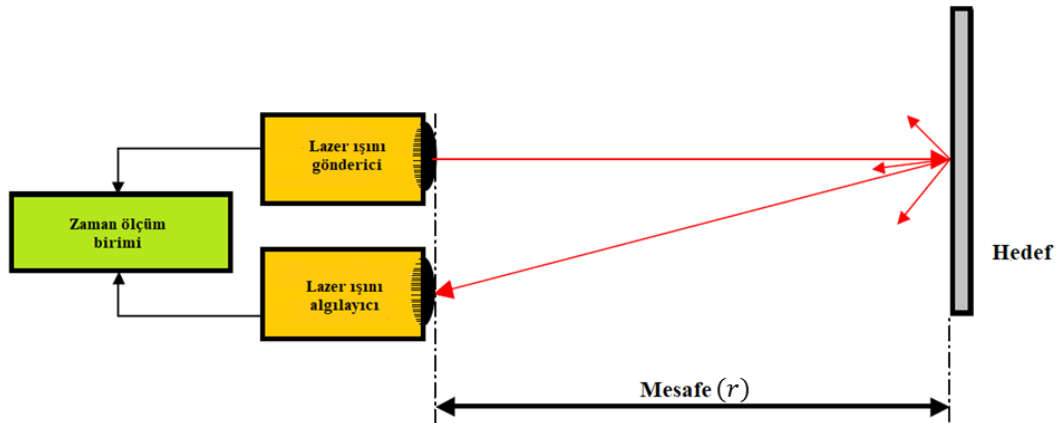 Lazer ışını
gönderici
Zaman ölçüm
birimi
Lazer ışını
algılayıcı
Hedef
Mesafe (r)